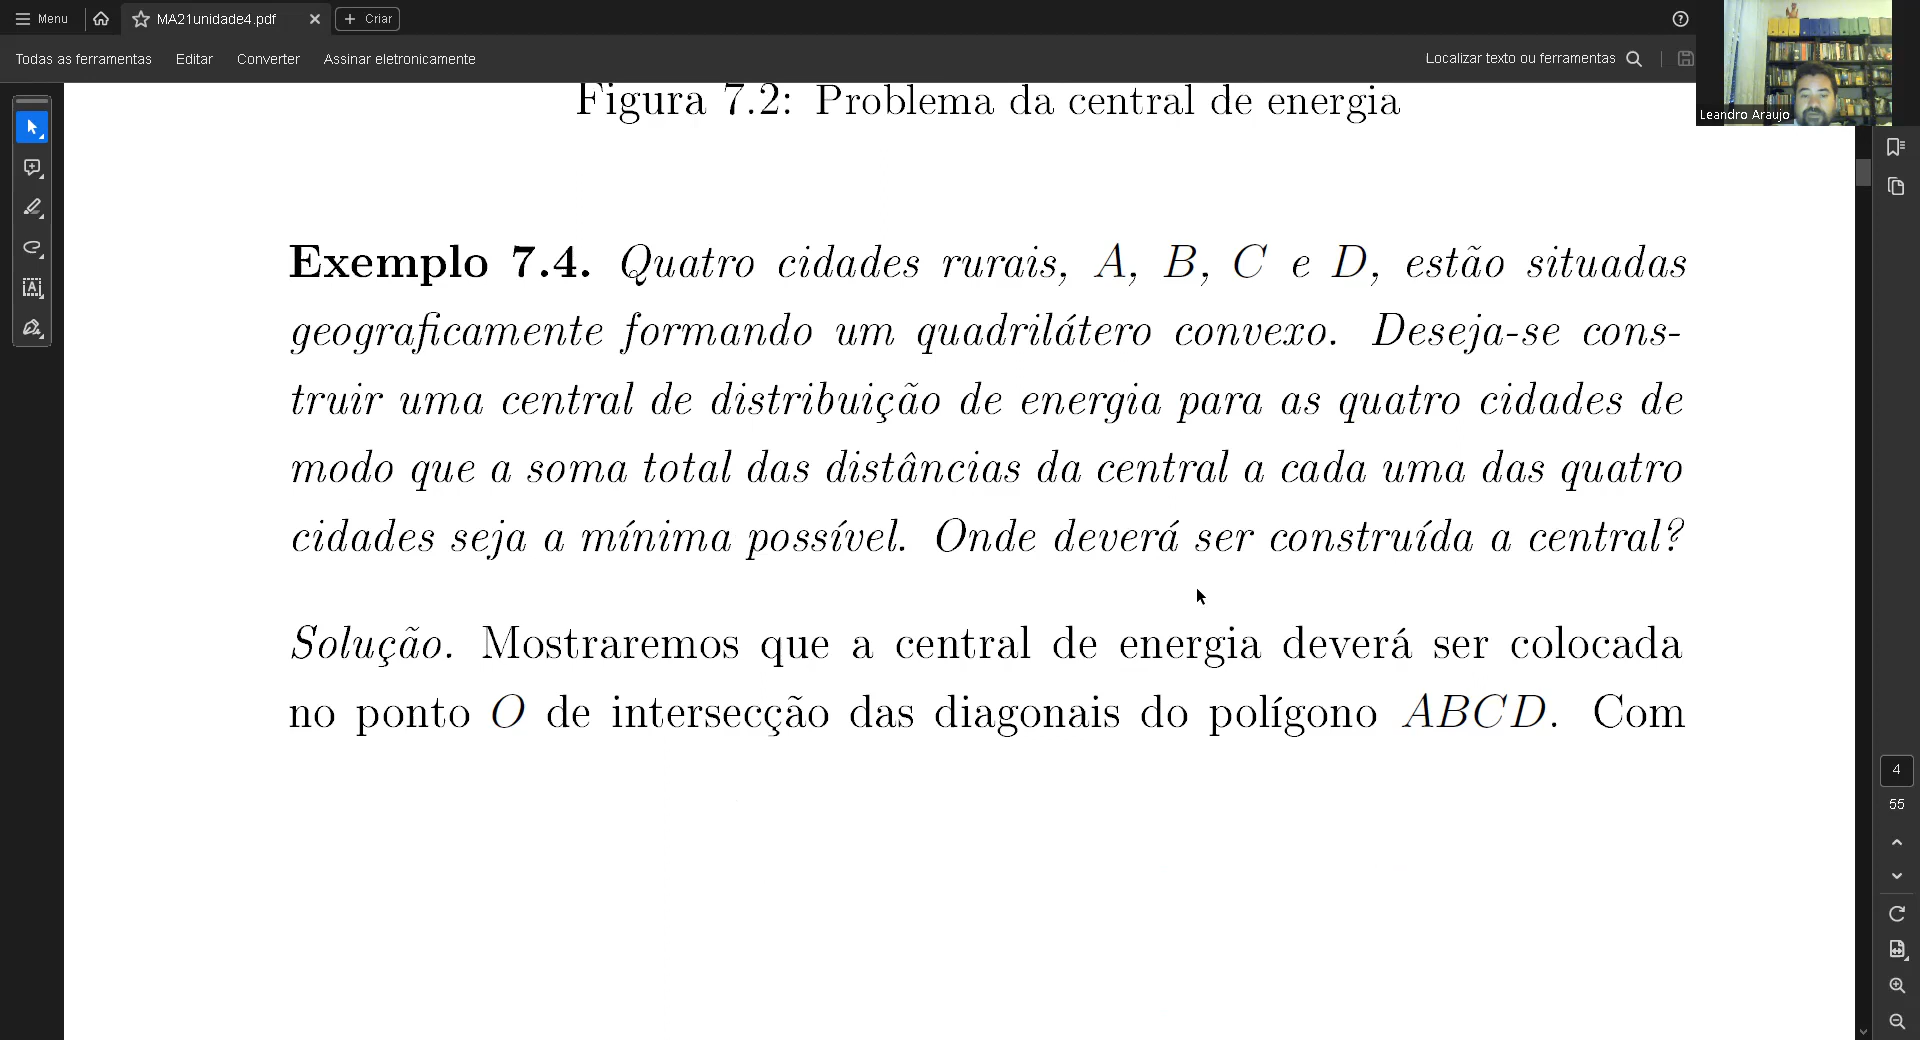 Menu
MA21unidade4.pdf
Criar
Todas as ferramentas
Editar
Converter
Assinar eletronicamente
Localizar texto ou ferramentas
Leandro Araujo
Figura 7.2: Problema da central de energia
Exemplo 7.4. Quatro cidades rurais, A, B, C e D, estão situadas
geograficamente formando um quadrilátero convexo. Deseja-se cons-
truir uma central de distribuição de energia para as quatro cidades de
modo que a soma total das distâncias da central a cada uma das quatro
cidades seja a mínima possível. Onde deverá ser construída a central?
Solução. Mostraremos que a central de energia deverá ser colocada
no ponto O de intersecção das diagonais do polígono ABCD. Com
4
55